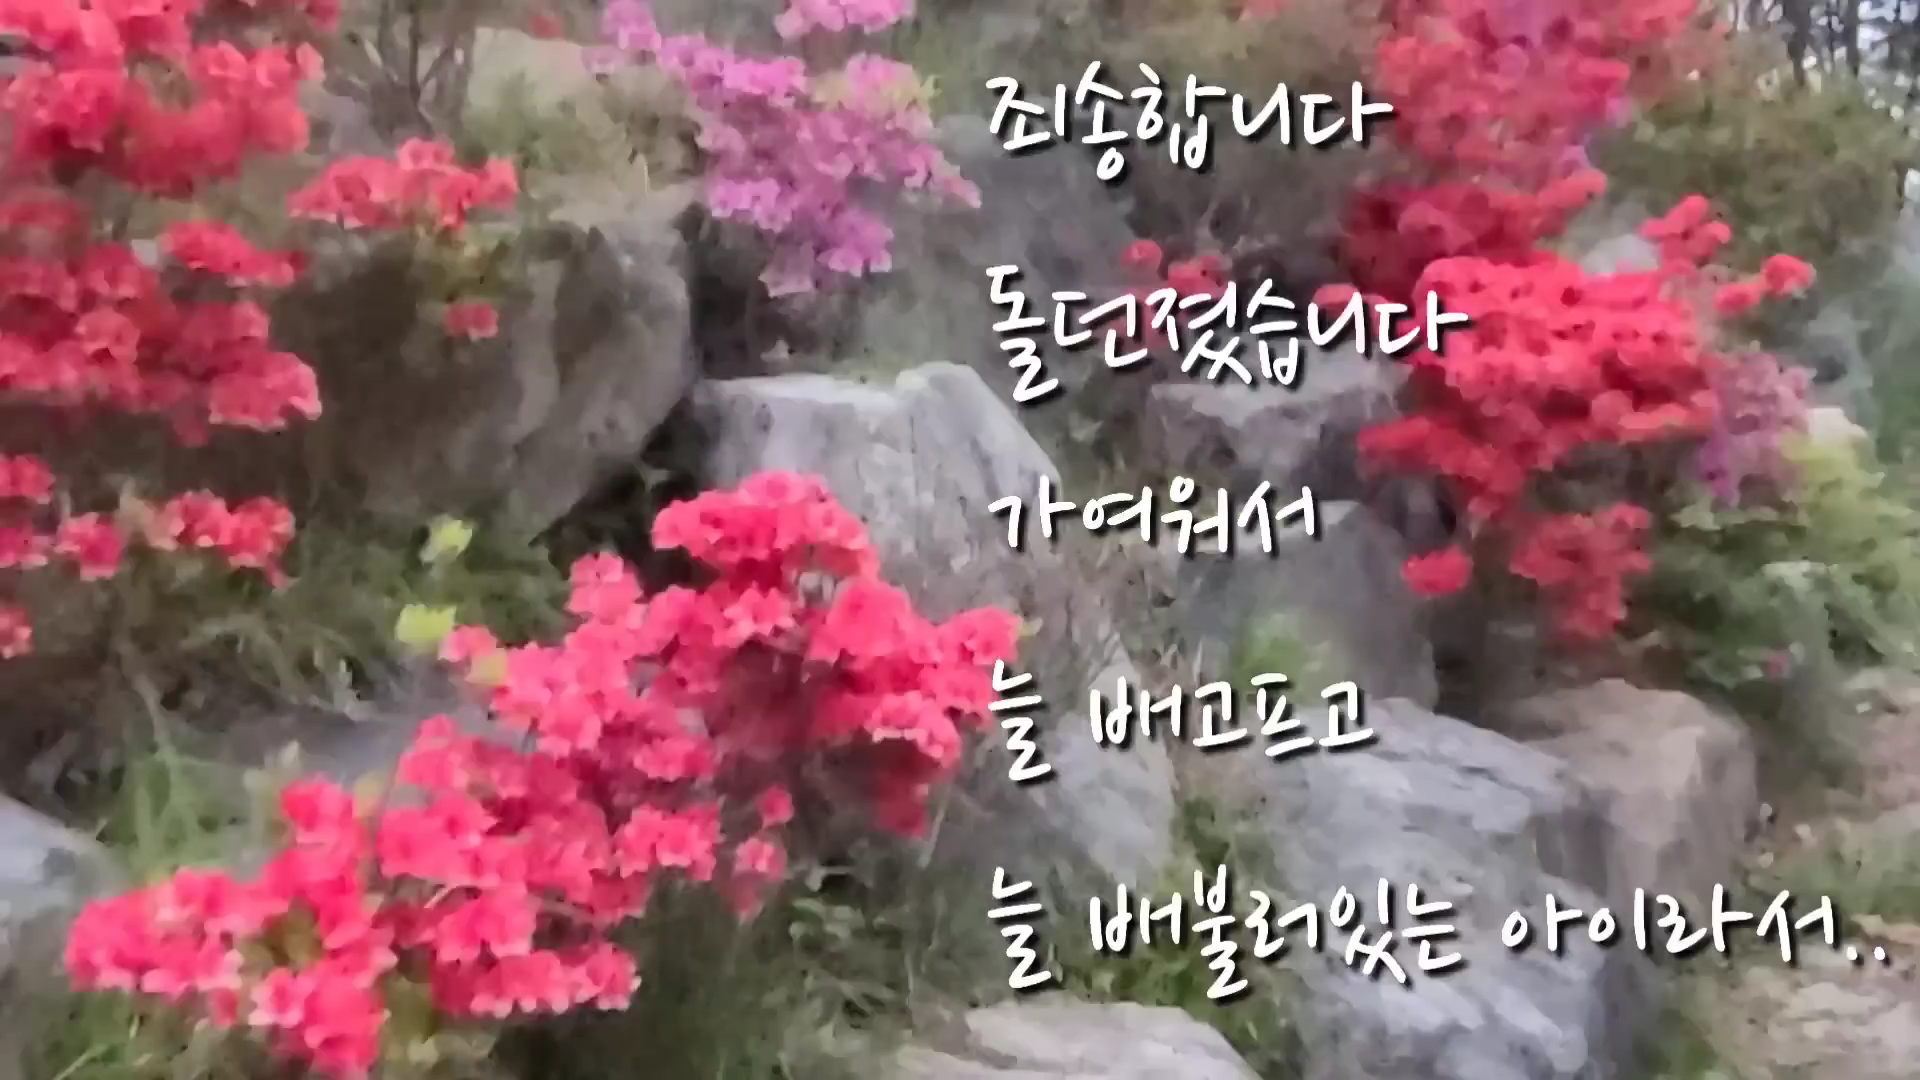 죄송합니다
돌던졌습니다
가여워서
늘 배고프고
늘 배불러있는 아이라서..